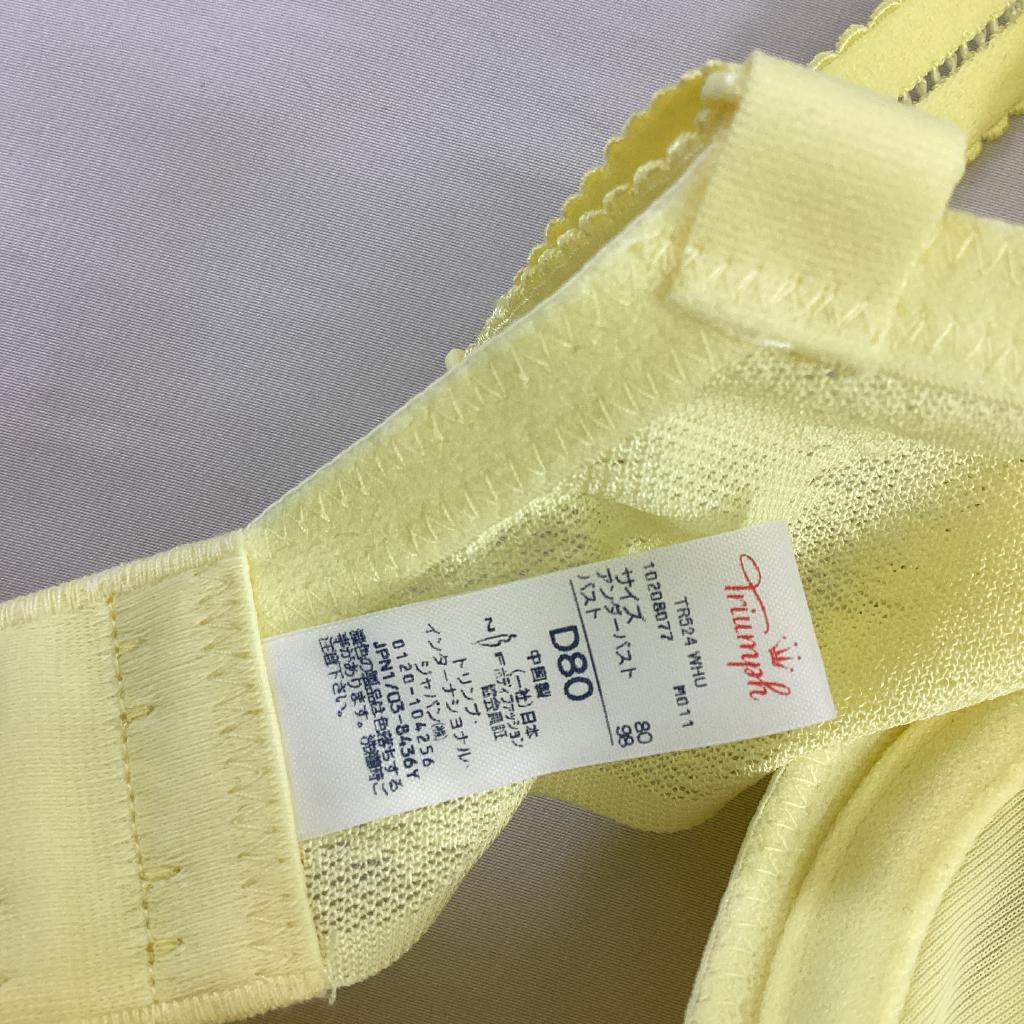 Triumph
TR524 WHU M011
10208077
サイズ
アンダーバスト 80
バスト 98
D80
中国製
(一社)日本
ボディファッション
協会員証
トリンプ・
インターナショナル・
ジャパン(株)
0120-104256
JPN1/05-8436Y
濃色の製品は色落ちする
事があります。お洗濯時に
ご注意下さい。